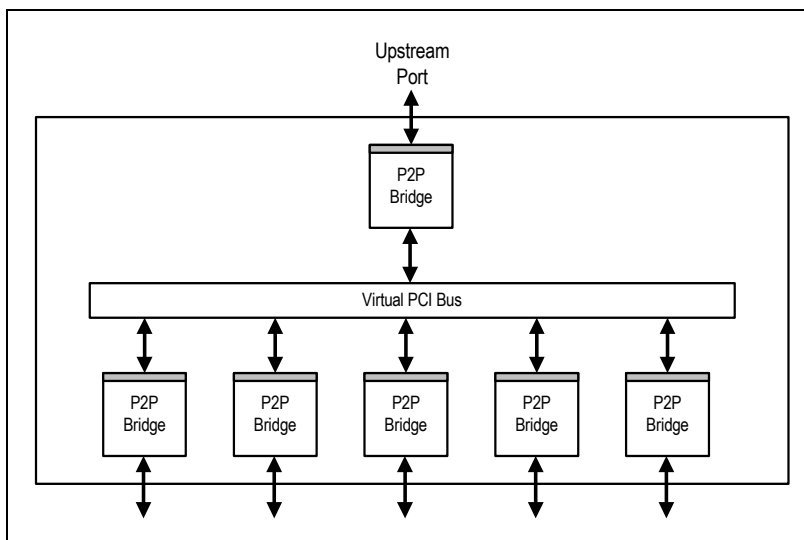 Upstream
Port
P2P
Bridge
Virtual PCI Bus
P2P
Bridge
P2P
Bridge
P2P
Bridge
P2P
Bridge
P2P
Bridge